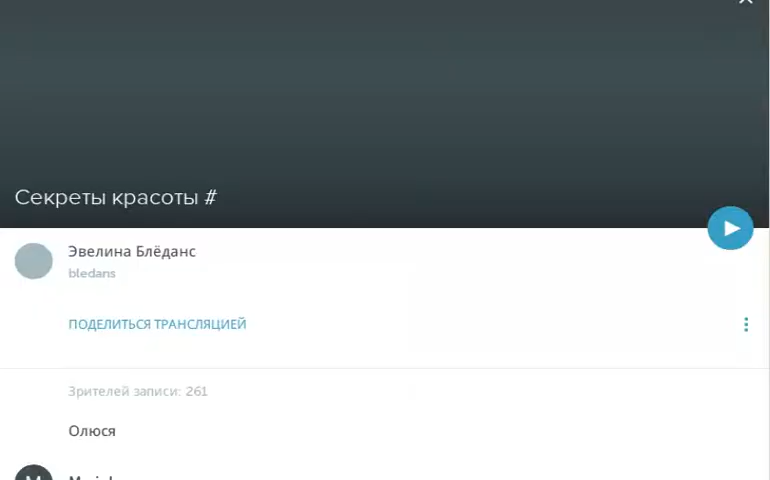 Секреты красоты #
Эвелина Блёданс
bledans
ПОДЕЛИТЬСЯ ТРАНСЛЯЦИЕЙ
Зрителей записи: 261
Олюся
M